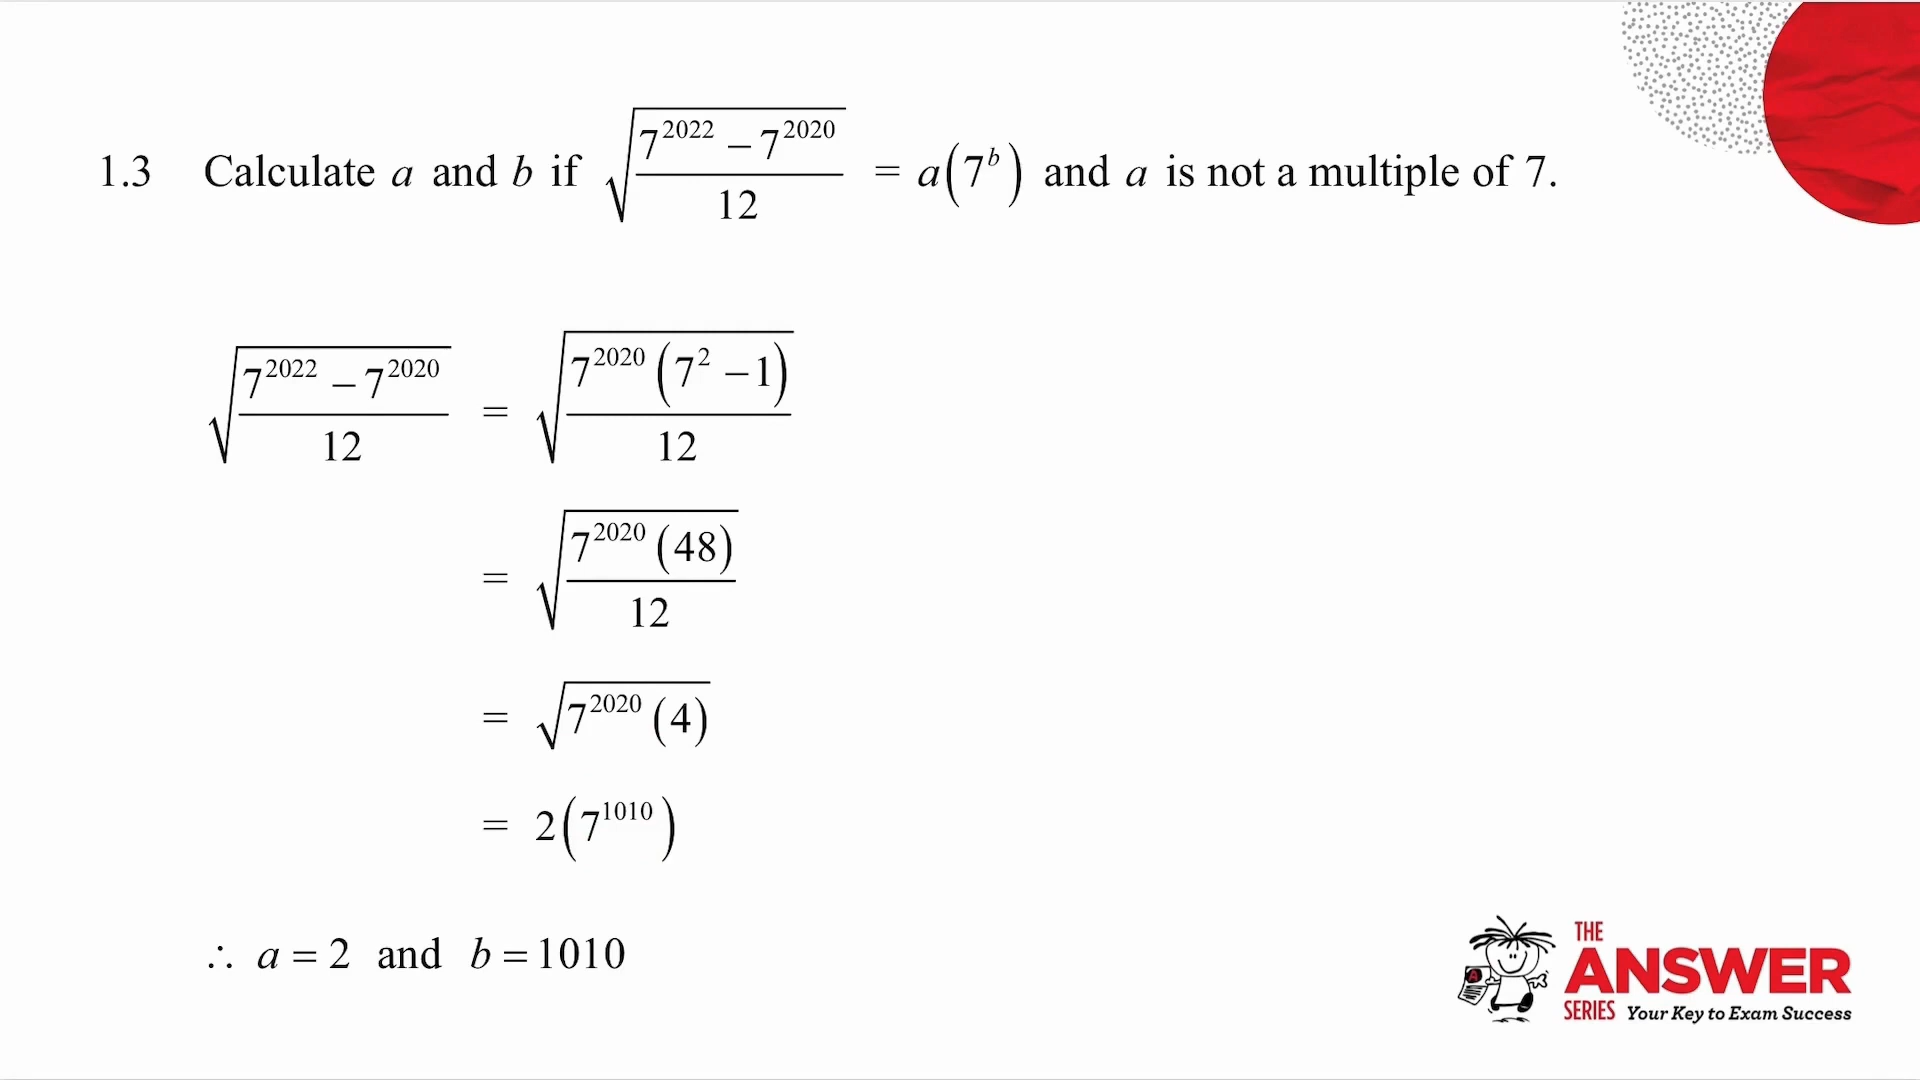 1.3 Calculate a and b if √((7^2022 − 7^2020)/12) = a(7^b) and a is not a multiple of 7.
√((7^2022 − 7^2020)/12) = √((7^2020 (7^2 − 1))/12)
= √((7^2020 (48))/12)
= √(7^2020 (4))
= 2(7^1010)
∴ a = 2 and b = 1010
A
THE
ANSWER
SERIES Your Key to Exam Success